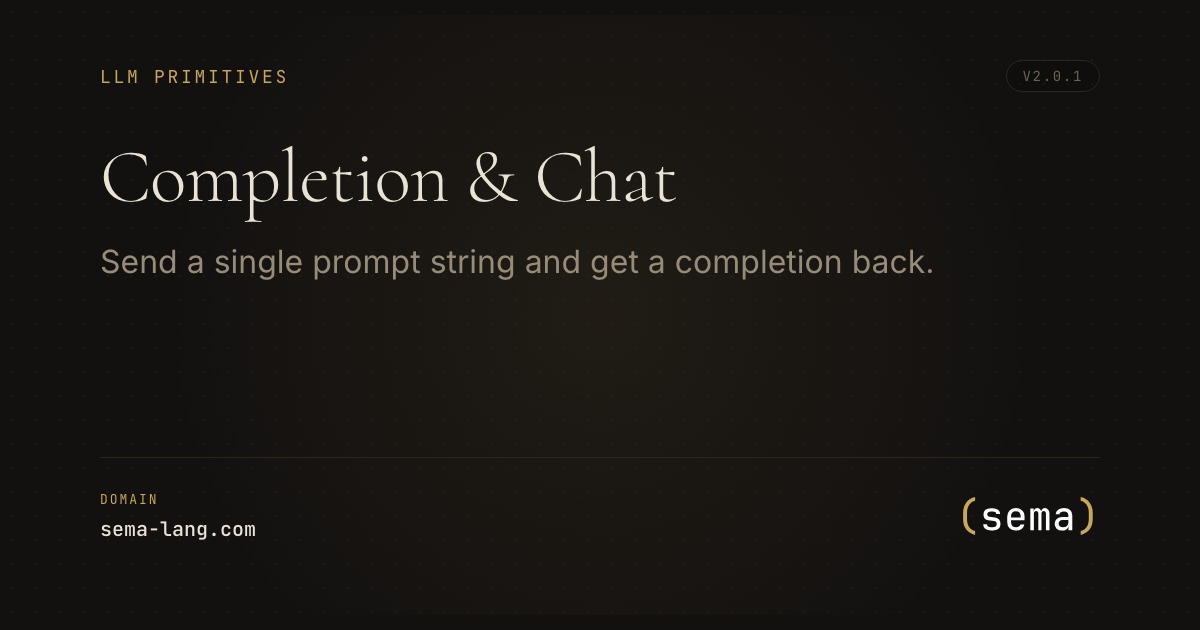 LLM PRIMITIVES
V2.0.1
Completion & Chat
Send a single prompt string and get a completion back.
DOMAIN
sema-lang.com
(sema)